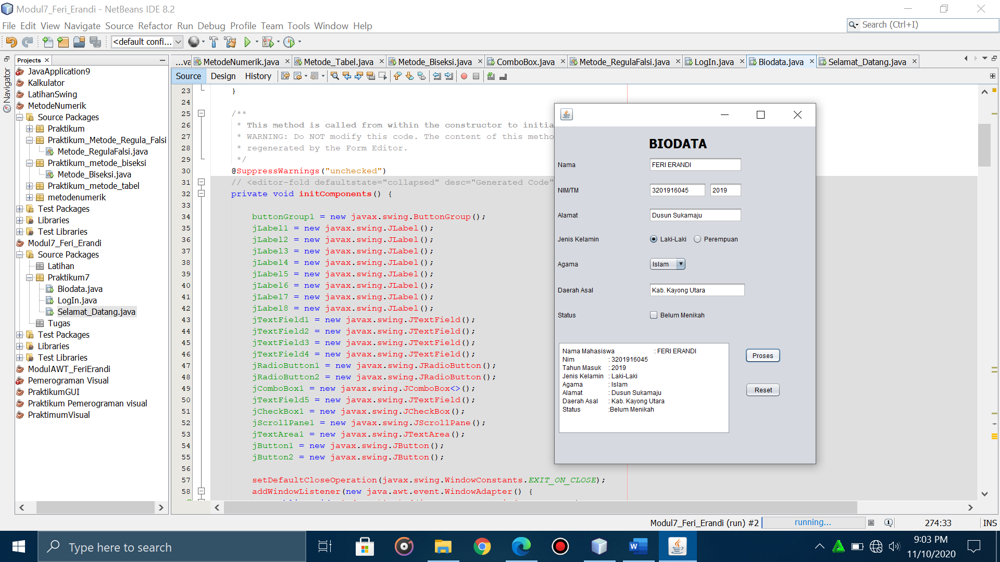 Modul7_Feri_Erandi - NetBeans IDE 8.2
File Edit View Navigate Source Refactor Run Debug Profile Team Tools Window Help
Search (Ctrl+I)
<default confi...
Projects
Navigator
JavaApplication9
Kalkulator
LatihanSwing
MetodeNumerik
Source Packages
Praktikum
Praktikum_Metode_Regula_Falsi
Metode_RegulaFalsi.java
Praktikum_metode_biseksi
Metode_Biseksi.java
Praktikum_metode_tabel
metodenumerik
Test Packages
Libraries
Test Libraries
Modul7_Feri_Erandi
Source Packages
Latihan
Praktikum7
Biodata.java
LogIn.java
Selamat_Datang.java
Tugas
Test Packages
Libraries
Test Libraries
ModulAWT_FeriErandi
Pemerograman Visual
PraktikumGUI
Praktikum Pemerograman visual
PraktimumVisual
...va MetodeNumerik.java Metode_Tabel.java Metode_Biseksi.java ComboBox.java Metode_RegulaFalsi.java LogIn.java Biodata.java Selamat_Datang.java
Source Design History
23 }
24
25 /**
26 * This method is called from within the constructor to initia
27 * WARNING: Do NOT modify this code. The content of this metho
28 * regenerated by the Form Editor.
29 */
30 @SuppressWarnings("unchecked")
31 // <editor-fold defaultstate="collapsed" desc="Generated Code"
32 private void initComponents() {
33
34 buttonGroup1 = new javax.swing.ButtonGroup();
35 jLabel1 = new javax.swing.JLabel();
36 jLabel2 = new javax.swing.JLabel();
37 jLabel3 = new javax.swing.JLabel();
38 jLabel4 = new javax.swing.JLabel();
39 jLabel5 = new javax.swing.JLabel();
40 jLabel6 = new javax.swing.JLabel();
41 jLabel7 = new javax.swing.JLabel();
42 jLabel8 = new javax.swing.JLabel();
43 jTextField1 = new javax.swing.JTextField();
44 jTextField2 = new javax.swing.JTextField();
45 jTextField3 = new javax.swing.JTextField();
46 jTextField4 = new javax.swing.JTextField();
47 jRadioButton1 = new javax.swing.JRadioButton();
48 jRadioButton2 = new javax.swing.JRadioButton();
49 jComboBox1 = new javax.swing.JComboBox<>();
50 jTextField5 = new javax.swing.JTextField();
51 jCheckBox1 = new javax.swing.JCheckBox();
52 jScrollPane1 = new javax.swing.JScrollPane();
53 jTextArea1 = new javax.swing.JTextArea();
54 jButton1 = new javax.swing.JButton();
55 jButton2 = new javax.swing.JButton();
56
57 setDefaultCloseOperation(javax.swing.WindowConstants.EXIT_ON_CLOSE);
58 addWindowListener(new java.awt.event.WindowAdapter() {
BIODATA
Nama FERI ERANDI
NIM/TM 3201916045 2019
Alamat Dusun Sukamaju
Jenis Kelamin Laki-Laki Perempuan
Agama Islam
Daerah Asal Kab. Kayong Utara
Status Belum Menikah
Nama Mahasiswa : FERI ERANDI
Nim : 3201916045
Tahun Masuk : 2019
Jenis Kelamin : Laki-Laki
Agama : Islam
Alamat : Dusun Sukamaju
Daerah Asal : Kab. Kayong Utara
Status :Belum Menikah
Proses
Reset
Modul7_Feri_Erandi (run) #2 running... 274:33 INS
Type here to search
9:03 PM
11/10/2020